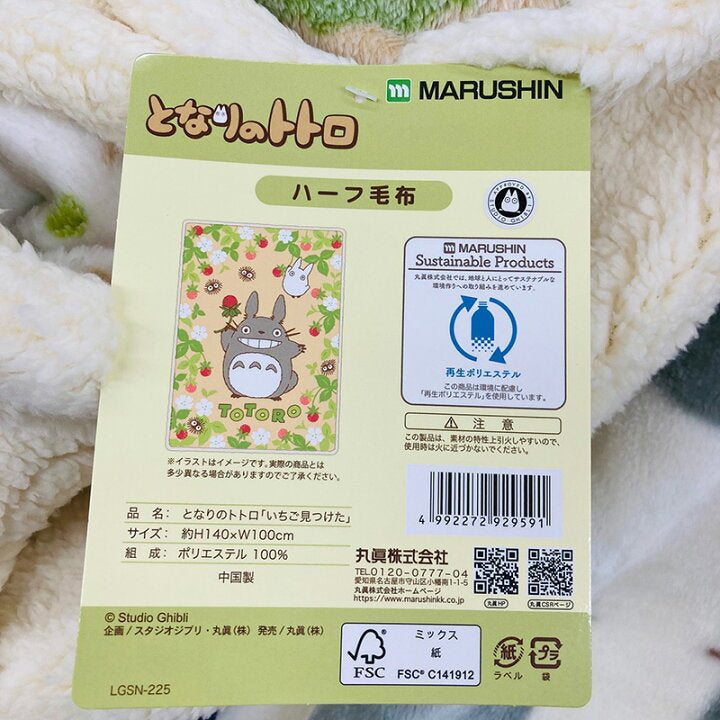 MARUSHIN
となりのトトロ
ハーフ毛布
APPROVED BY
STUDIO GHIBLI
TOTORO
※イラストはイメージです。実際の商品とは
多少異なる場合がありますのでご了承ください。
MARUSHIN
Sustainable Products
丸眞株式会社では、地球と人にとってサステナブルな
環境作りへの取り組みを進めています。
再生ポリエステル
この商品は環境に配慮し
「再生ポリエステル」を使用しています。
注意
この製品は、素材の特性上引火しやすいので、
使用時は火に近づかないでください。
4 992272 929591
品 名： となりのトトロ「いちご見つけた」
サイズ： 約H140×W100cm
組 成： ポリエステル 100%
中国製
丸眞株式会社
TEL.0120-0777-04
愛知県名古屋市守山区小幡南1-1-5
丸眞株式会社ホームページ
https://www.marushinkk.co.jp
丸眞HP
丸眞CSRページ
© Studio Ghibli
企画 / スタジオジブリ・丸眞（株） 発売 / 丸眞（株）
LGSN-225
FSC
ミックス
紙
FSC® C141912
紙
ラベル
プラ
袋